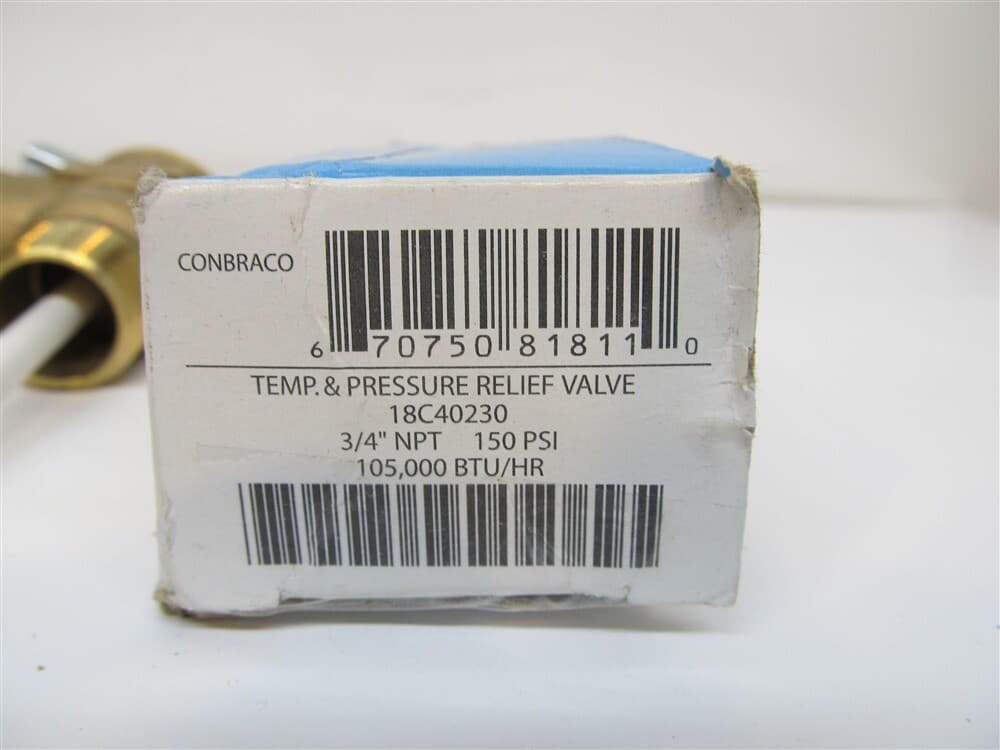 CONBRACO
6 70750 81811 0
TEMP. & PRESSURE RELIEF VALVE
18C40230
3/4" NPT 150 PSI
105,000 BTU/HR